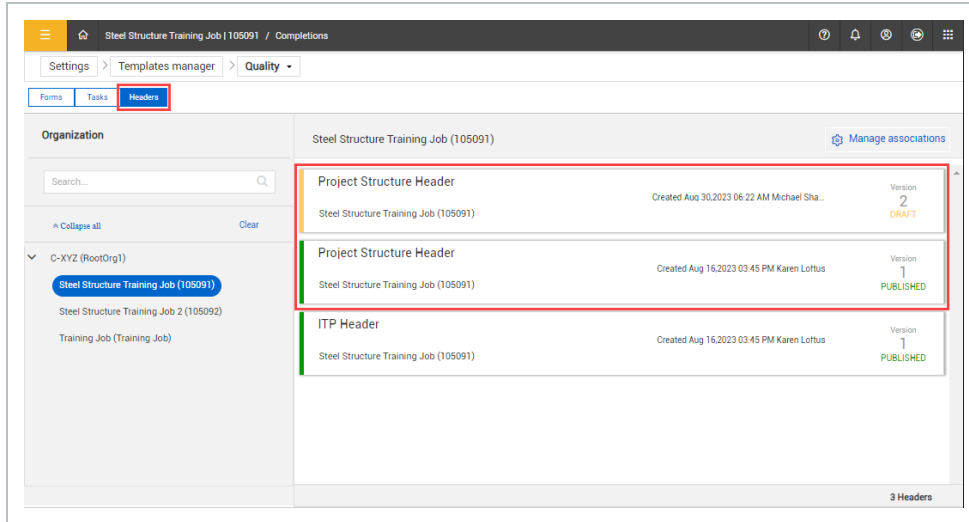 Steel Structure Training Job | 105091 / Completions
Settings > Templates manager > Quality
Forms Tasks Headers
Organization
Steel Structure Training Job (105091)
Manage associations
Search...
Collapse all
Clear
C-XYZ (RootOrg1)
Steel Structure Training Job (105091)
Steel Structure Training Job 2 (105092)
Training Job (Training Job)
Project Structure Header
Steel Structure Training Job (105091)
Created Aug 30,2023 06:22 AM Michael Sha...
Version
2
DRAFT
Project Structure Header
Steel Structure Training Job (105091)
Created Aug 16,2023 03:45 PM Karen Loftus
Version
1
PUBLISHED
ITP Header
Steel Structure Training Job (105091)
Created Aug 16,2023 03:45 PM Karen Loftus
Version
1
PUBLISHED
3 Headers